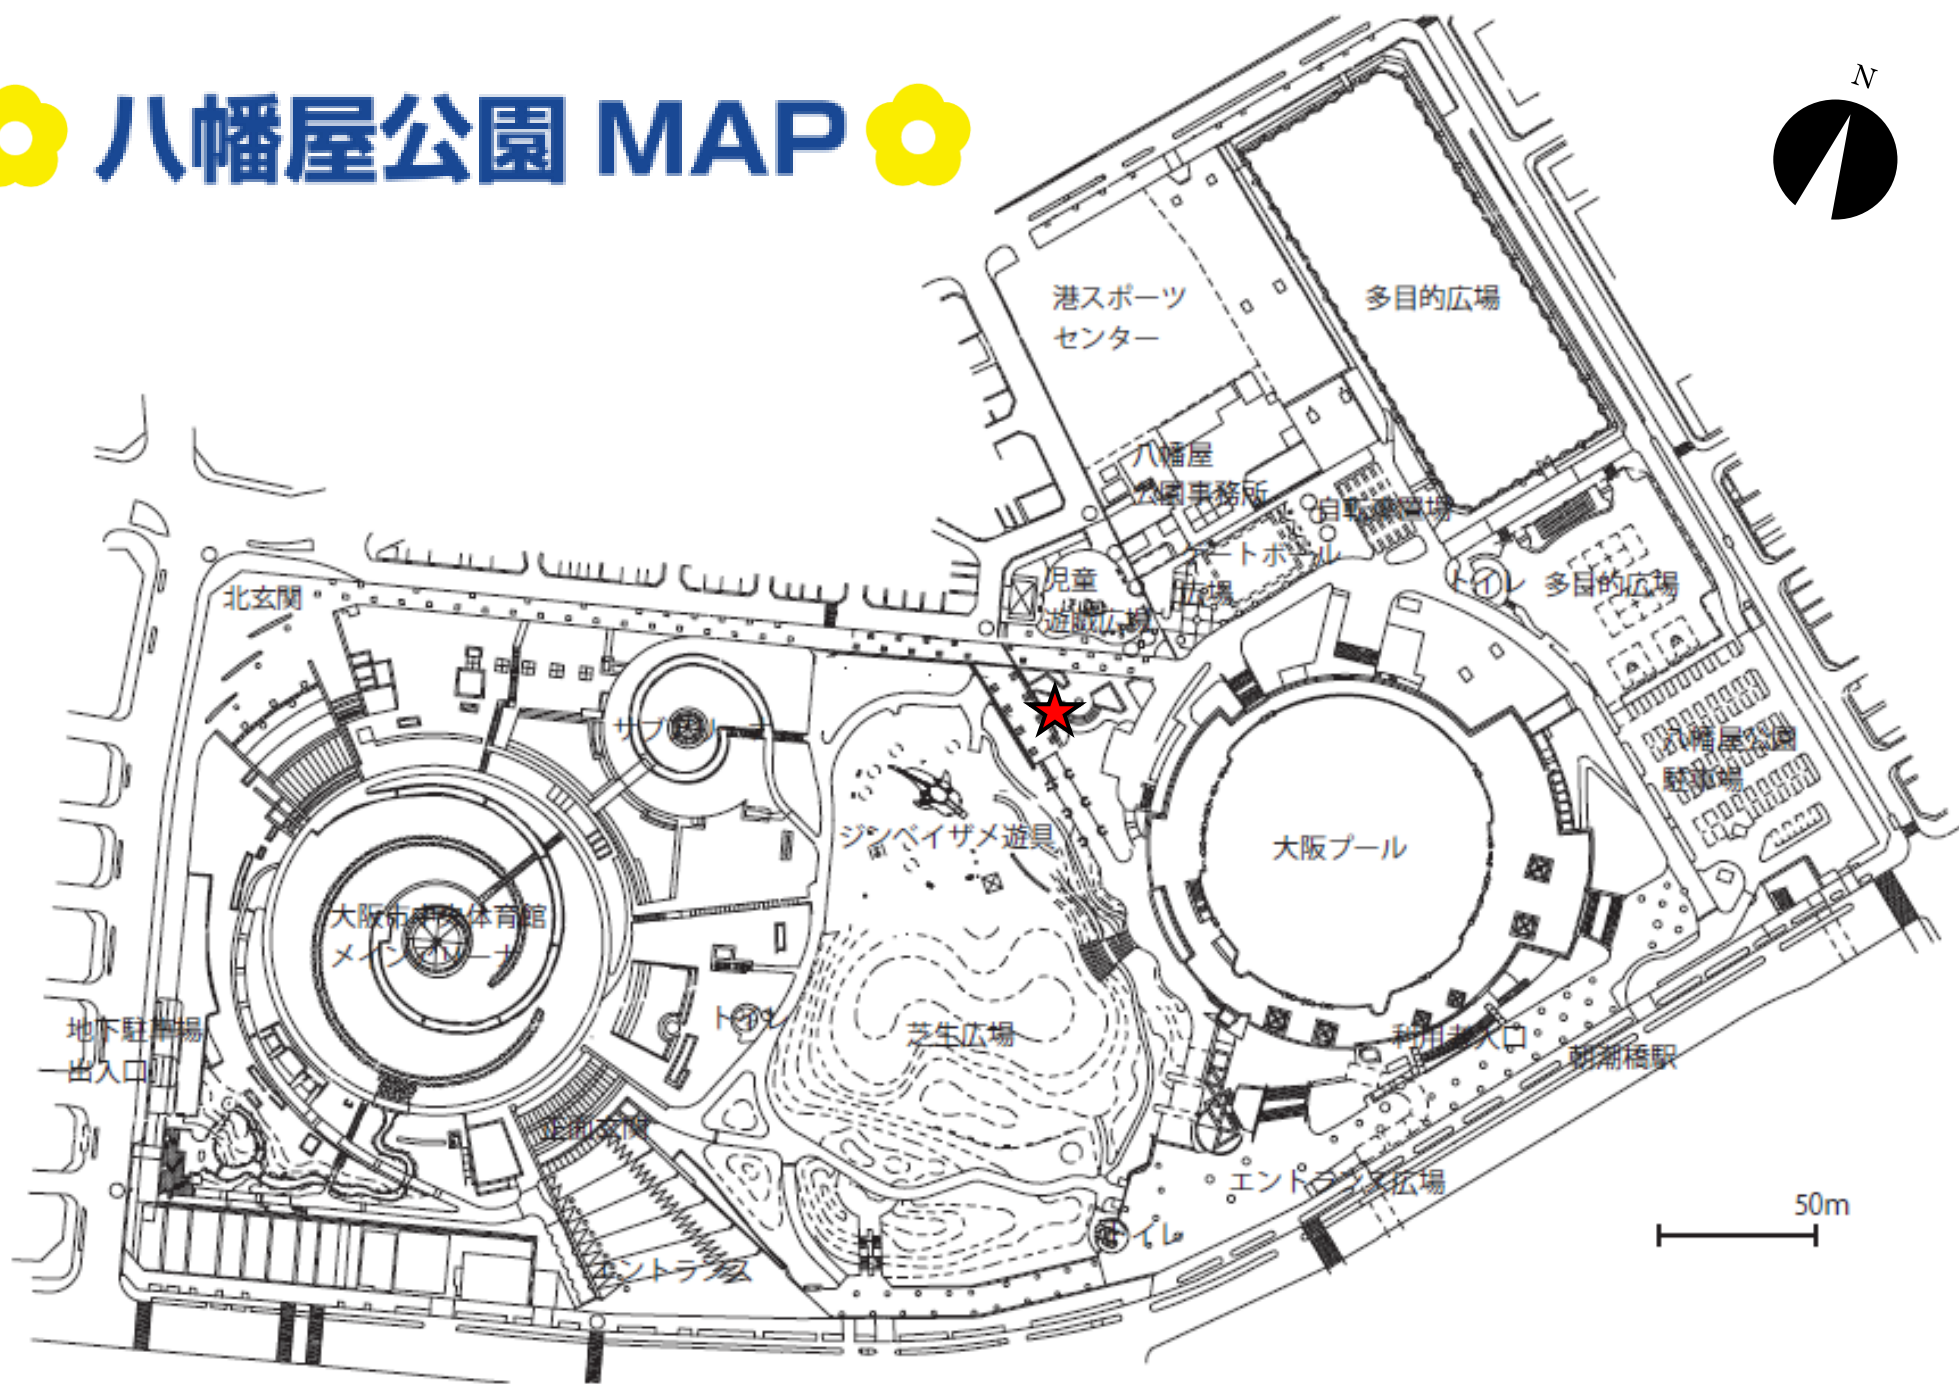 八幡屋公園 MAP
N
港スポーツ
センター
多目的広場
八幡屋
公園事務所
自転車置場
ゲートボール
広場
児童
遊戯広場
トイレ
多目的広場
北玄関
サブアリーナ
八幡屋公園
駐車場
ジンベイザメ遊具
大阪プール
大阪市中央体育館
メインアリーナ
地下駐車場
出入口
トイレ
芝生広場
利用者入口
朝潮橋駅
正面玄関
エントランス広場
トイレ
エントランス
50m